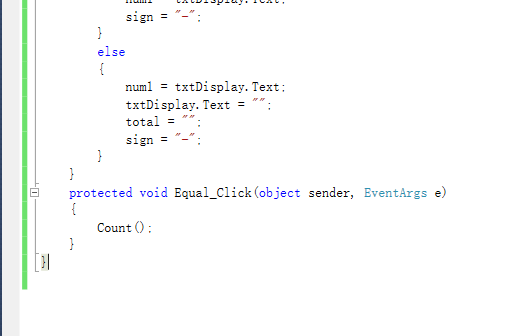 num1 = txtDisplay.Text;
sign = "-";
}
else
{
num1 = txtDisplay.Text;
txtDisplay.Text = "";
total = "";
sign = "-";
}
}
protected void Equal_Click(object sender, EventArgs e)
{
Count();
}
}